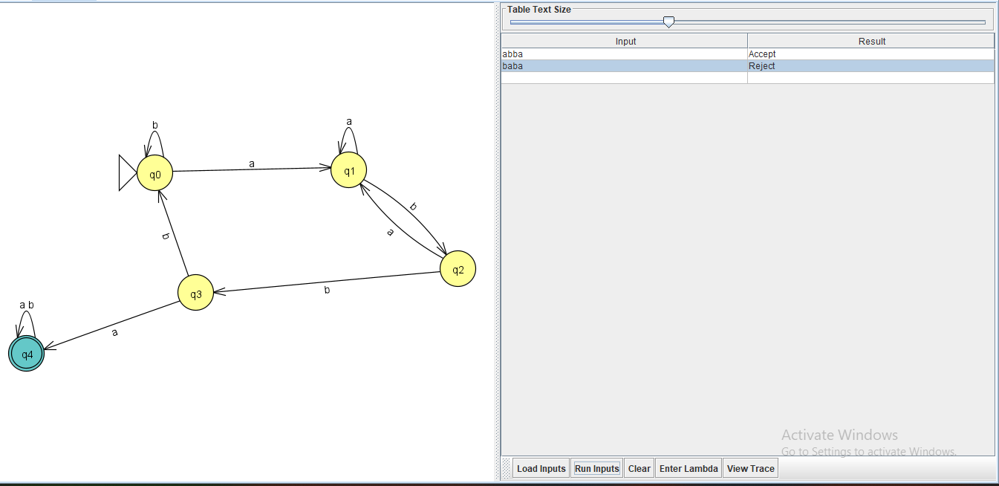 Table Text Size
Input Result
abba Accept
baba Reject
b
a
q0
a
q1
b
a
b
q2
b
q3
a b
a
q4
Activate Windows
Go to Settings to activate Windows.
Load Inputs Run Inputs Clear Enter Lambda View Trace